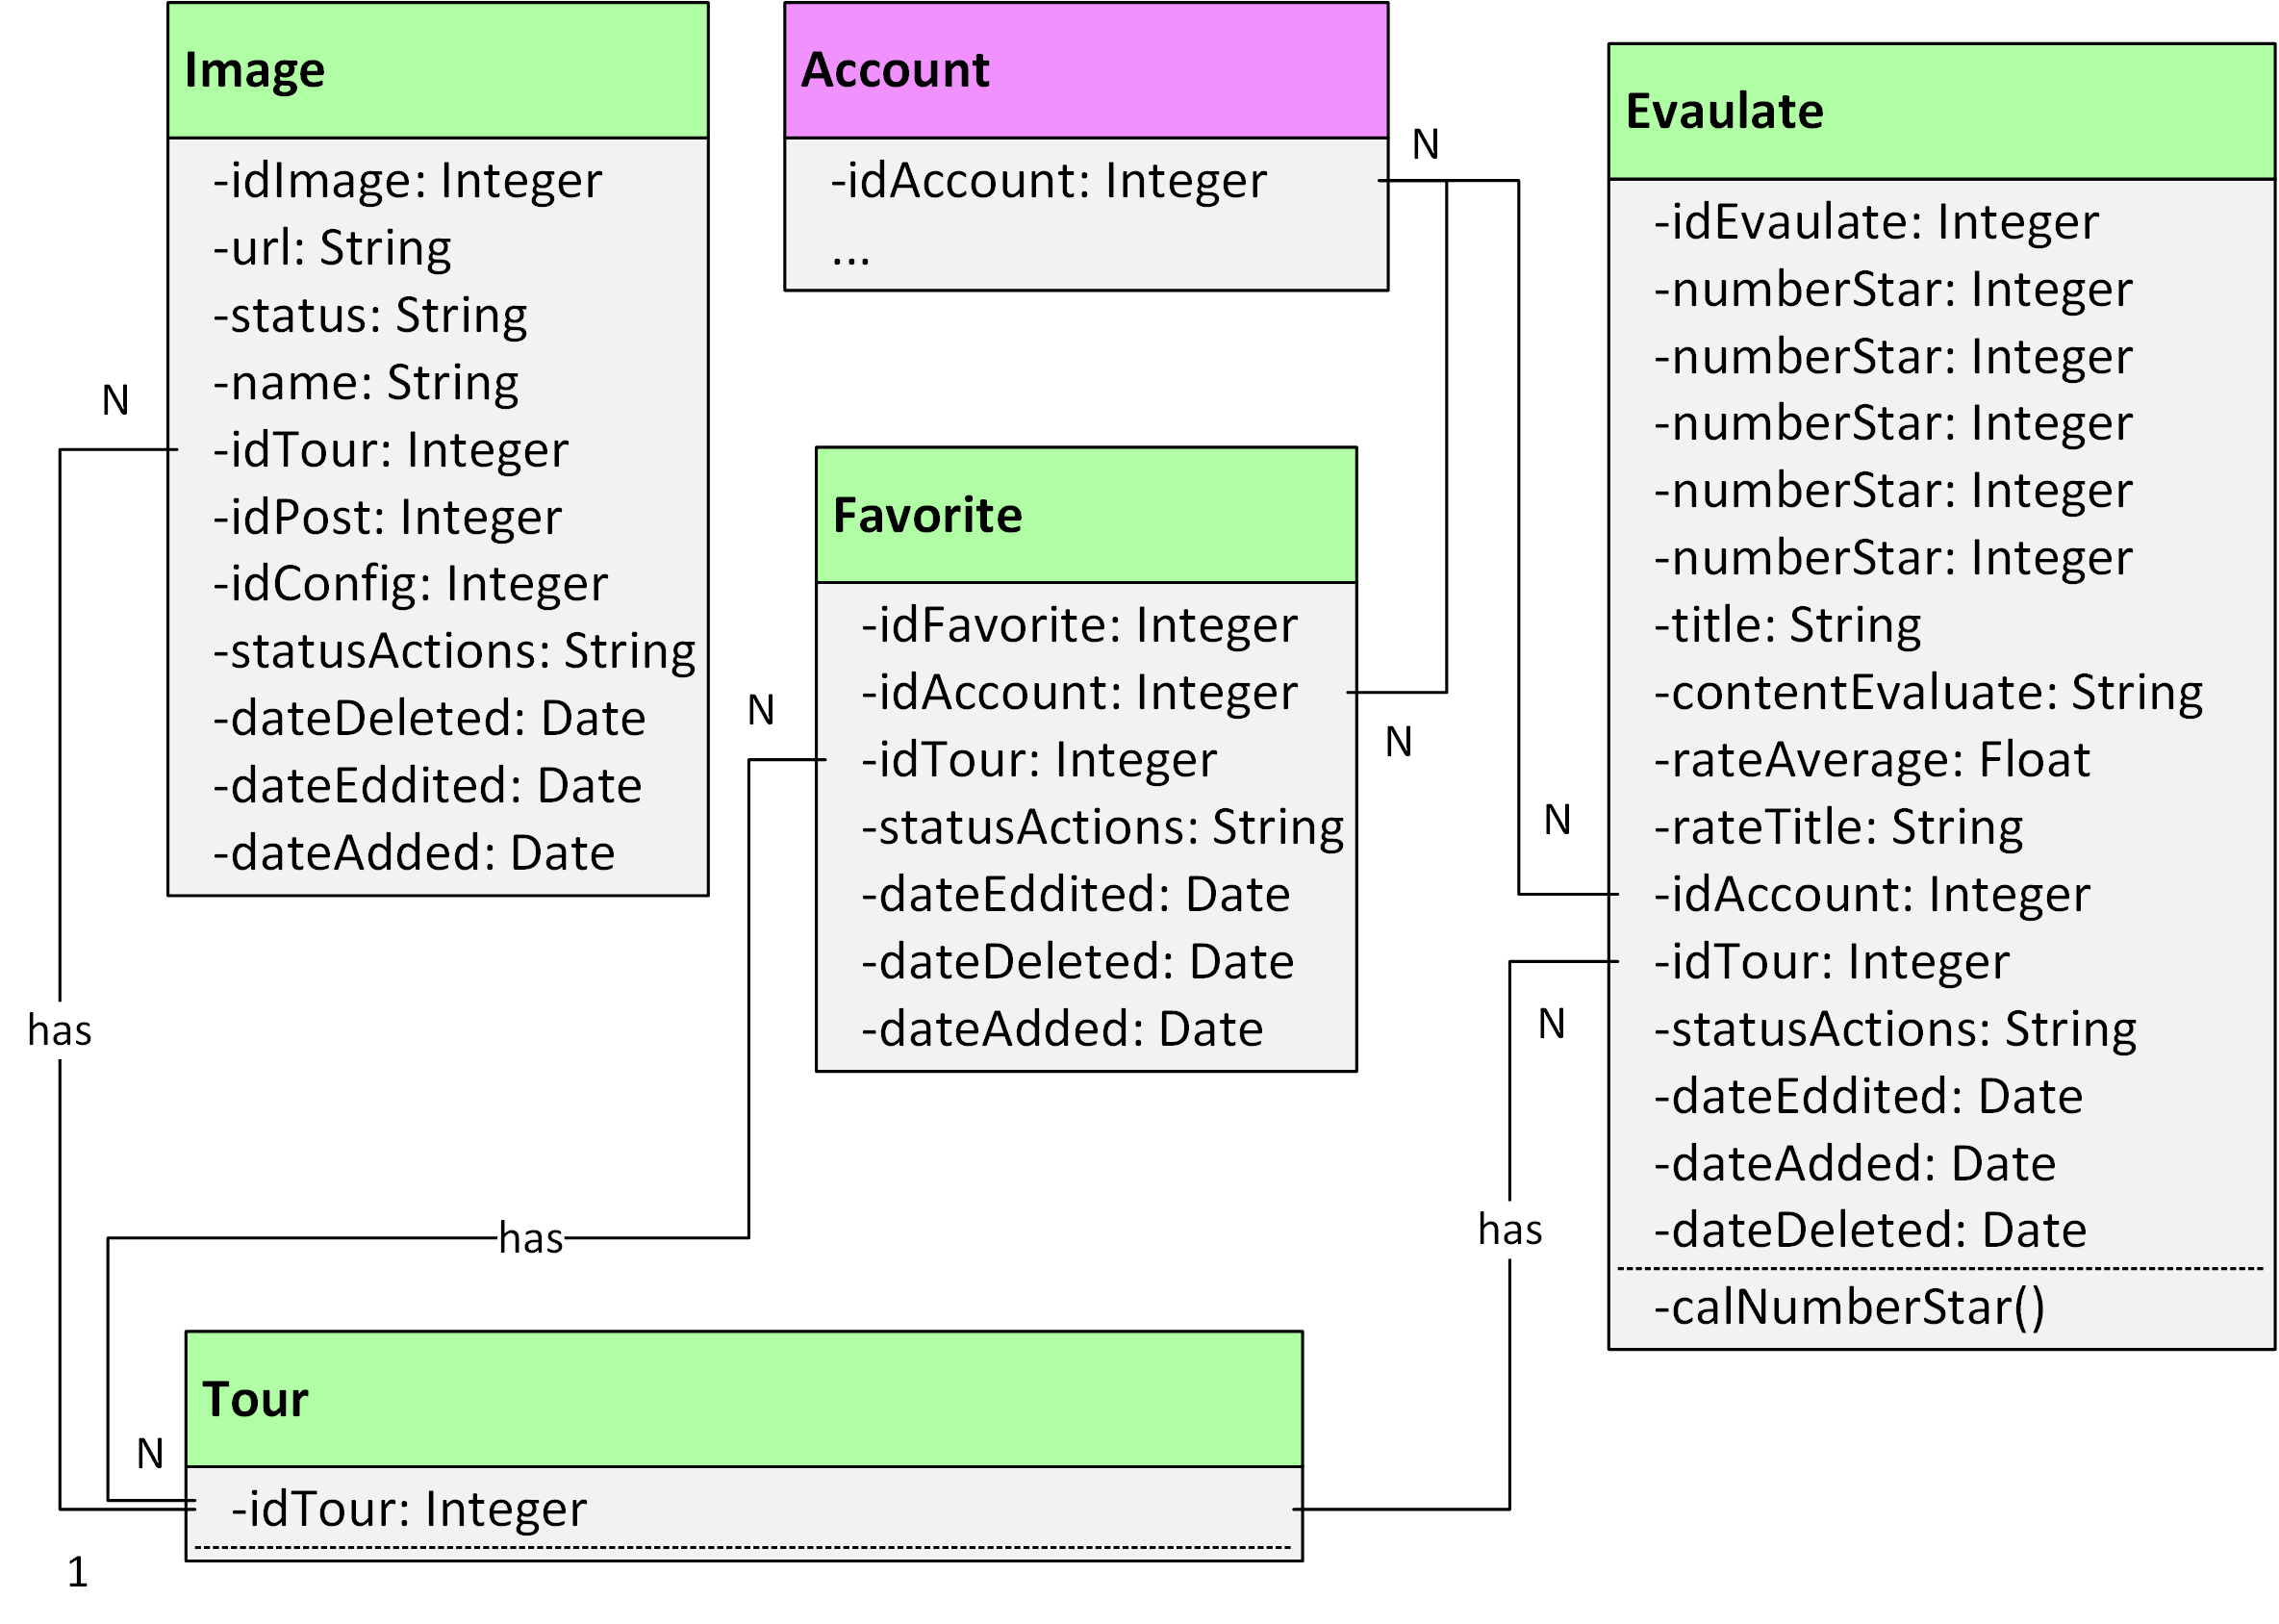 Image
-idImage: Integer
-url: String
-status: String
-name: String
-idTour: Integer
-idPost: Integer
-idConfig: Integer
-statusActions: String
-dateDeleted: Date
-dateEddited: Date
-dateAdded: Date
N
has
Account
-idAccount: Integer
...
N
Favorite
-idFavorite: Integer
-idAccount: Integer
-idTour: Integer
-statusActions: String
-dateEddited: Date
-dateDeleted: Date
-dateAdded: Date
N
N
has
Evaulate
-idEvaulate: Integer
-numberStar: Integer
-numberStar: Integer
-numberStar: Integer
-numberStar: Integer
-numberStar: Integer
-title: String
-contentEvaluate: String
-rateAverage: Float
-rateTitle: String
-idAccount: Integer
-idTour: Integer
-statusActions: String
-dateEddited: Date
-dateAdded: Date
-dateDeleted: Date
-calNumberStar()
N
N
has
Tour
-idTour: Integer
N
1